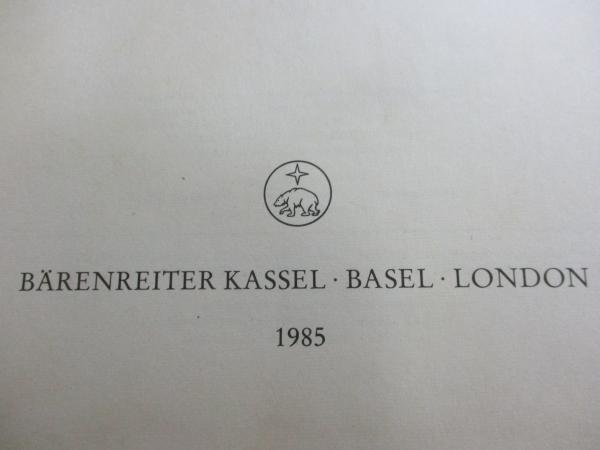 BÄRENREITER KASSEL · BASEL · LONDON
1985